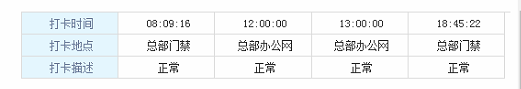 打卡时间 08:09:16 12:00:00 13:00:00 18:45:22
打卡地点 总部门禁 总部办公网 总部办公网 总部门禁
打卡描述 正常 正常 正常 正常